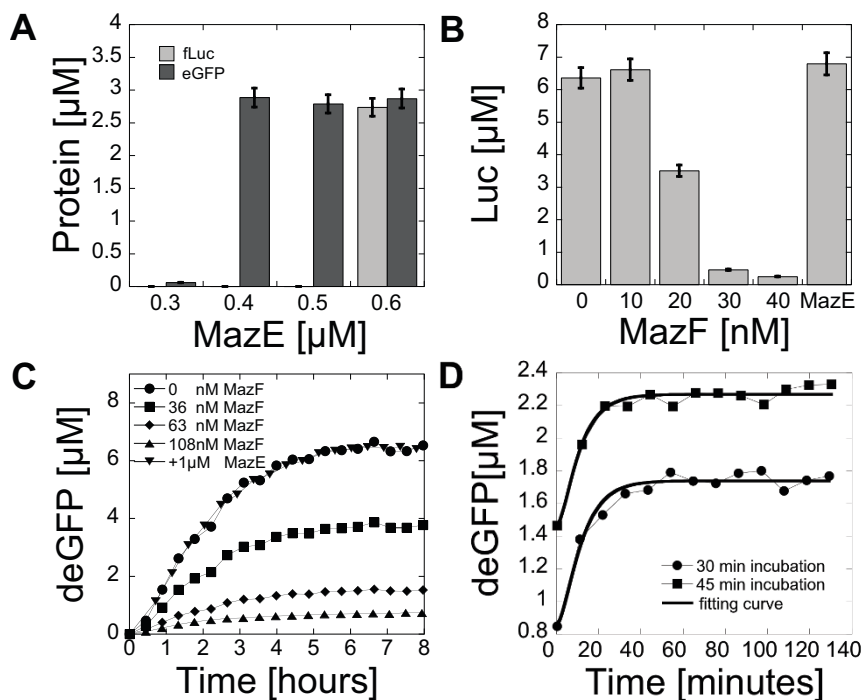 A
Protein [µM]
4
3.5
3
2.5
2
1.5
1
0.5
0
fLuc
eGFP
0.3 0.4 0.5 0.6
MazE [µM]
B
Luc [µM]
8
7
6
5
4
3
2
1
0
0 10 20 30 40 MazE
MazF [nM]
C
deGFP [µM]
8
6
4
2
0
0 nM MazF
36 nM MazF
63 nM MazF
108nM MazF
+1µM MazE
0 1 2 3 4 5 6 7 8
Time [hours]
D
deGFP[µM]
2.4
2.2
2
1.8
1.6
1.4
1.2
1
0.8
30 min incubation
45 min incubation
fitting curve
0 20 40 60 80 100 120 140
Time [minutes]